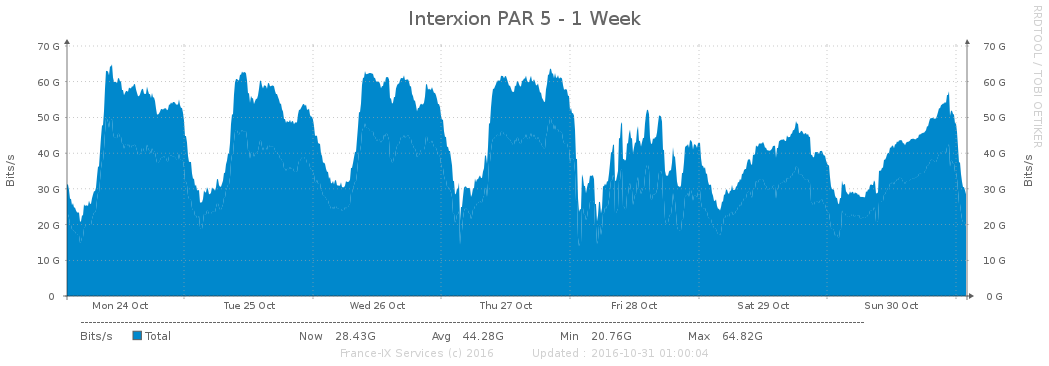 Interxion PAR 5 - 1 Week
RRDTOOL / TOBI OETIKER
70 G 70 G
60 G 60 G
50 G 50 G
40 G 40 G
30 G 30 G
20 G 20 G
10 G 10 G
0 0 G
Bits/s Bits/s
Mon 24 Oct Tue 25 Oct Wed 26 Oct Thu 27 Oct Fri 28 Oct Sat 29 Oct Sun 30 Oct
Bits/s Total Now 28.43G Avg 44.28G Min 20.76G Max 64.82G
France-IX Services (c) 2016 Updated : 2016-10-31 01:00:04